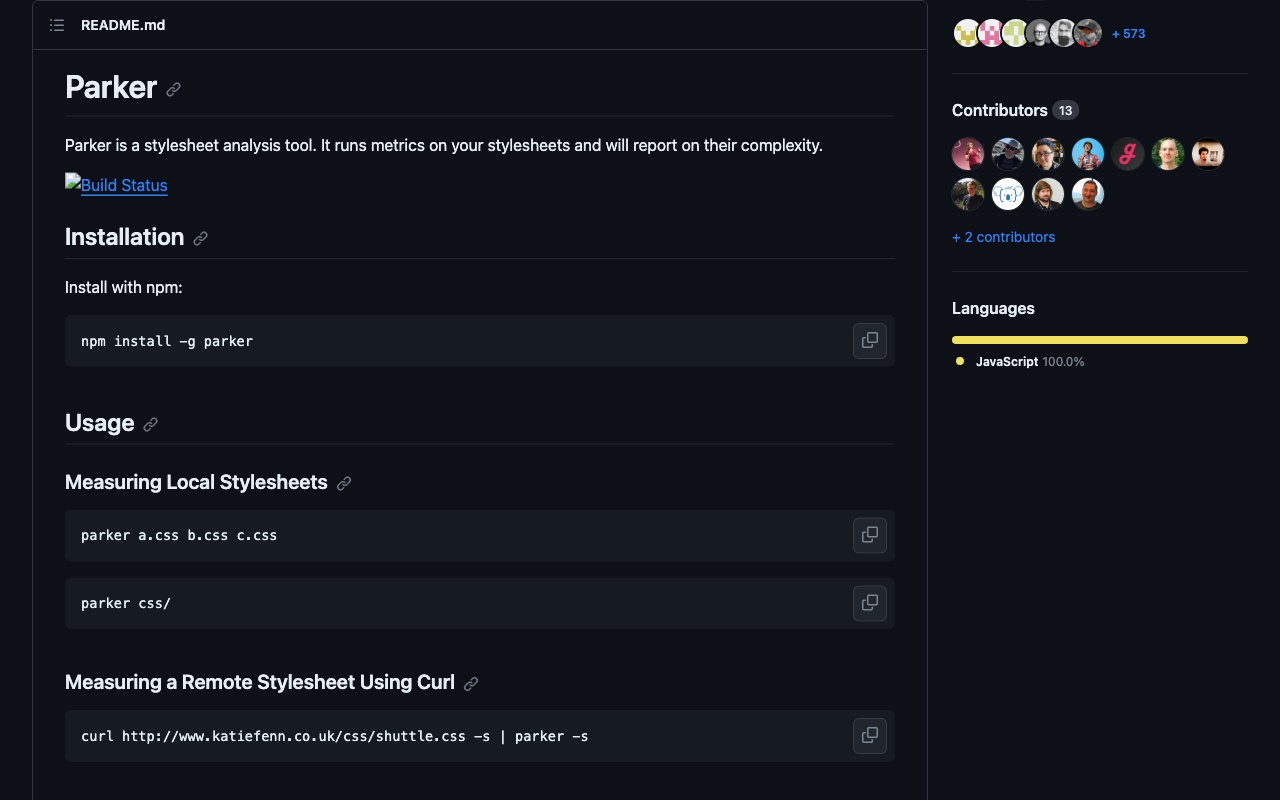 README.md
Parker
Parker is a stylesheet analysis tool. It runs metrics on your stylesheets and will report on their complexity.
Build Status
Installation
Install with npm:
npm install -g parker
Usage
Measuring Local Stylesheets
parker a.css b.css c.css
parker css/
Measuring a Remote Stylesheet Using Curl
curl http://www.katiefenn.co.uk/css/shuttle.css -s | parker -s
+ 573
Contributors 13
+ 2 contributors
Languages
JavaScript 100.0%